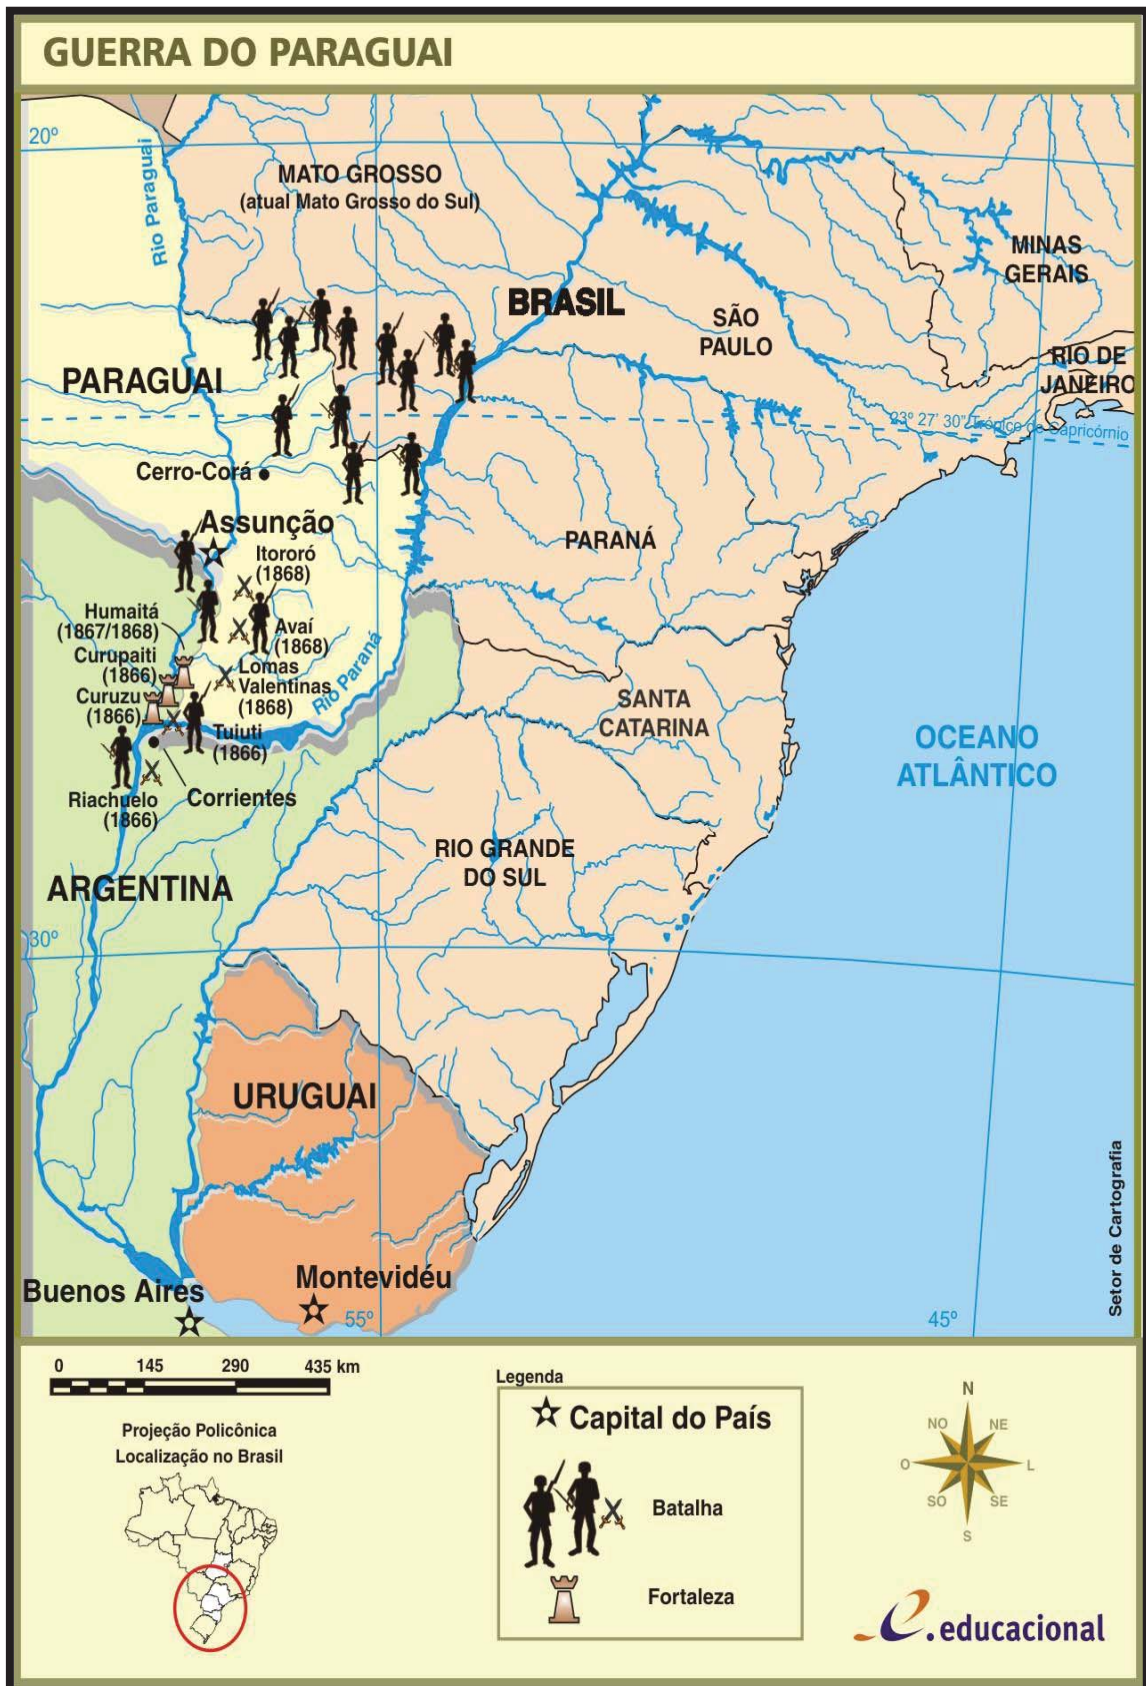 GUERRA DO PARAGUAI
20º
Rio Paraguai
MATO GROSSO
(atual Mato Grosso do Sul)
MINAS
GERAIS
BRASIL
SÃO
PAULO
RIO DE
JANEIRO
PARAGUAI
23º 27' 30" Trópico de Capricórnio
Cerro-Corá
Assunção
PARANÁ
Itororó
(1868)
Humaitá
(1867/1868)
Avaí
(1868)
Curupaiti
(1866)
Lomas
Valentinas
(1868)
Rio Paraná
Curuzu
(1866)
SANTA
CATARINA
Tuiuti
(1866)
OCEANO
ATLÂNTICO
Riachuelo
(1866)
Corrientes
RIO GRANDE
DO SUL
ARGENTINA
30º
URUGUAI
Setor de Cartografia
Buenos Aires
Montevidéu
55º
45º
0 145 290 435 km
Projeção Policônica
Localização no Brasil
Legenda
Capital do País
Batalha
Fortaleza
N
NO
NE
O
L
SO
SE
S
e.educacional